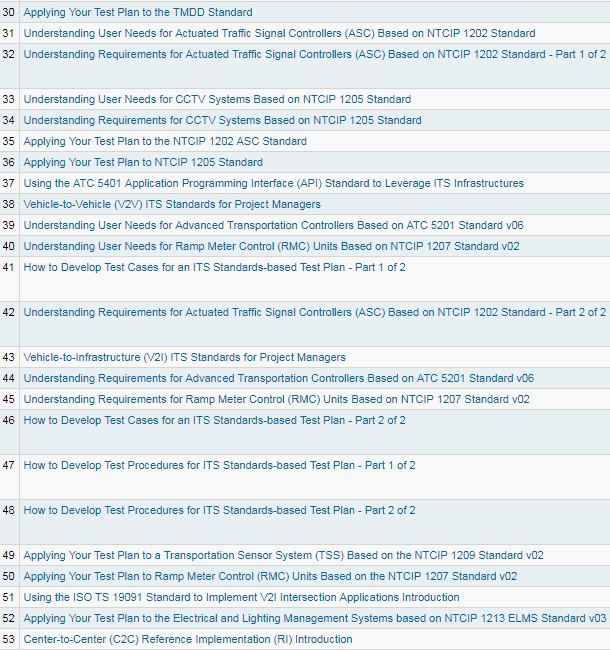 30 Applying Your Test Plan to the TMDD Standard
31 Understanding User Needs for Actuated Traffic Signal Controllers (ASC) Based on NTCIP 1202 Standard
32 Understanding Requirements for Actuated Traffic Signal Controllers (ASC) Based on NTCIP 1202 Standard - Part 1 of 2
33 Understanding User Needs for CCTV Systems Based on NTCIP 1205 Standard
34 Understanding Requirements for CCTV Systems Based on NTCIP 1205 Standard
35 Applying Your Test Plan to the NTCIP 1202 ASC Standard
36 Applying Your Test Plan to NTCIP 1205 Standard
37 Using the ATC 5401 Application Programming Interface (API) Standard to Leverage ITS Infrastructures
38 Vehicle-to-Vehicle (V2V) ITS Standards for Project Managers
39 Understanding User Needs for Advanced Transportation Controllers Based on ATC 5201 Standard v06
40 Understanding User Needs for Ramp Meter Control (RMC) Units Based on NTCIP 1207 Standard v02
41 How to Develop Test Cases for an ITS Standards-based Test Plan - Part 1 of 2
42 Understanding Requirements for Actuated Traffic Signal Controllers (ASC) Based on NTCIP 1202 Standard - Part 2 of 2
43 Vehicle-to-Infrastructure (V2I) ITS Standards for Project Managers
44 Understanding Requirements for Advanced Transportation Controllers Based on ATC 5201 Standard v06
45 Understanding Requirements for Ramp Meter Control (RMC) Units Based on NTCIP 1207 Standard v02
46 How to Develop Test Cases for an ITS Standards-based Test Plan - Part 2 of 2
47 How to Develop Test Procedures for ITS Standards-based Test Plan - Part 1 of 2
48 How to Develop Test Procedures for ITS Standards-based Test Plan - Part 2 of 2
49 Applying Your Test Plan to a Transportation Sensor System (TSS) Based on the NTCIP 1209 Standard v02
50 Applying Your Test Plan to Ramp Meter Control (RMC) Units Based on the NTCIP 1207 Standard v02
51 Using the ISO TS 19091 Standard to Implement V2I Intersection Applications Introduction
52 Applying Your Test Plan to the Electrical and Lighting Management Systems based on NTCIP 1213 ELMS Standard v03
53 Center-to-Center (C2C) Reference Implementation (RI) Introduction